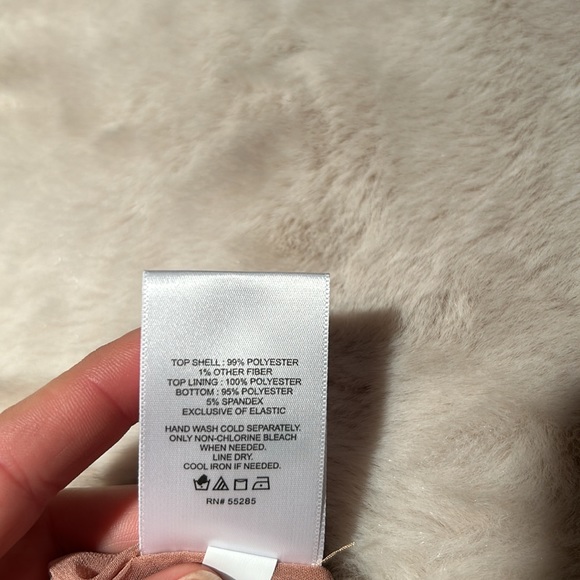 TOP SHELL : 99% POLYESTER
1% OTHER FIBER
TOP LINING : 100% POLYESTER
BOTTOM : 95% POLYESTER
5% SPANDEX
EXCLUSIVE OF ELASTIC
HAND WASH COLD SEPARATELY.
ONLY NON-CHLORINE BLEACH
WHEN NEEDED.
LINE DRY.
COOL IRON IF NEEDED.
RN# 55285